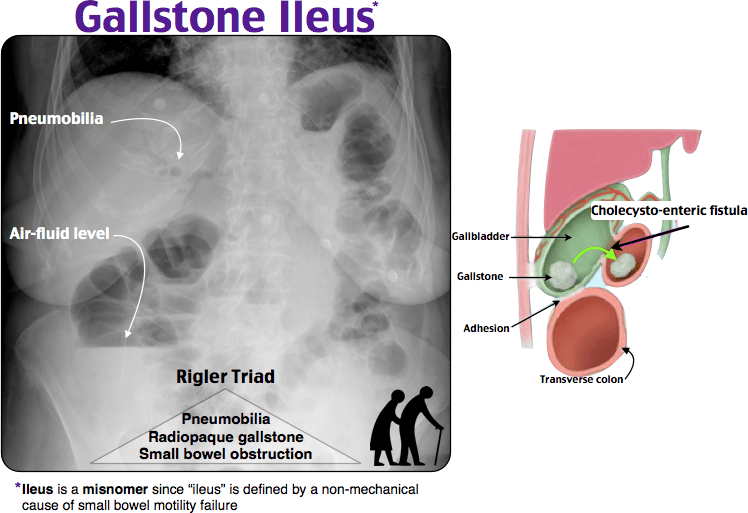 Gallstone Ileus*
Pneumobilia
Air-fluid level
Rigler Triad
Pneumobilia
Radiopaque gallstone
Small bowel obstruction
Cholecysto-enteric fistula
Gallbladder
Gallstone
Adhesion
Transverse colon
*Ileus is a misnomer since “ileus” is defined by a non-mechanical
cause of small bowel motility failure